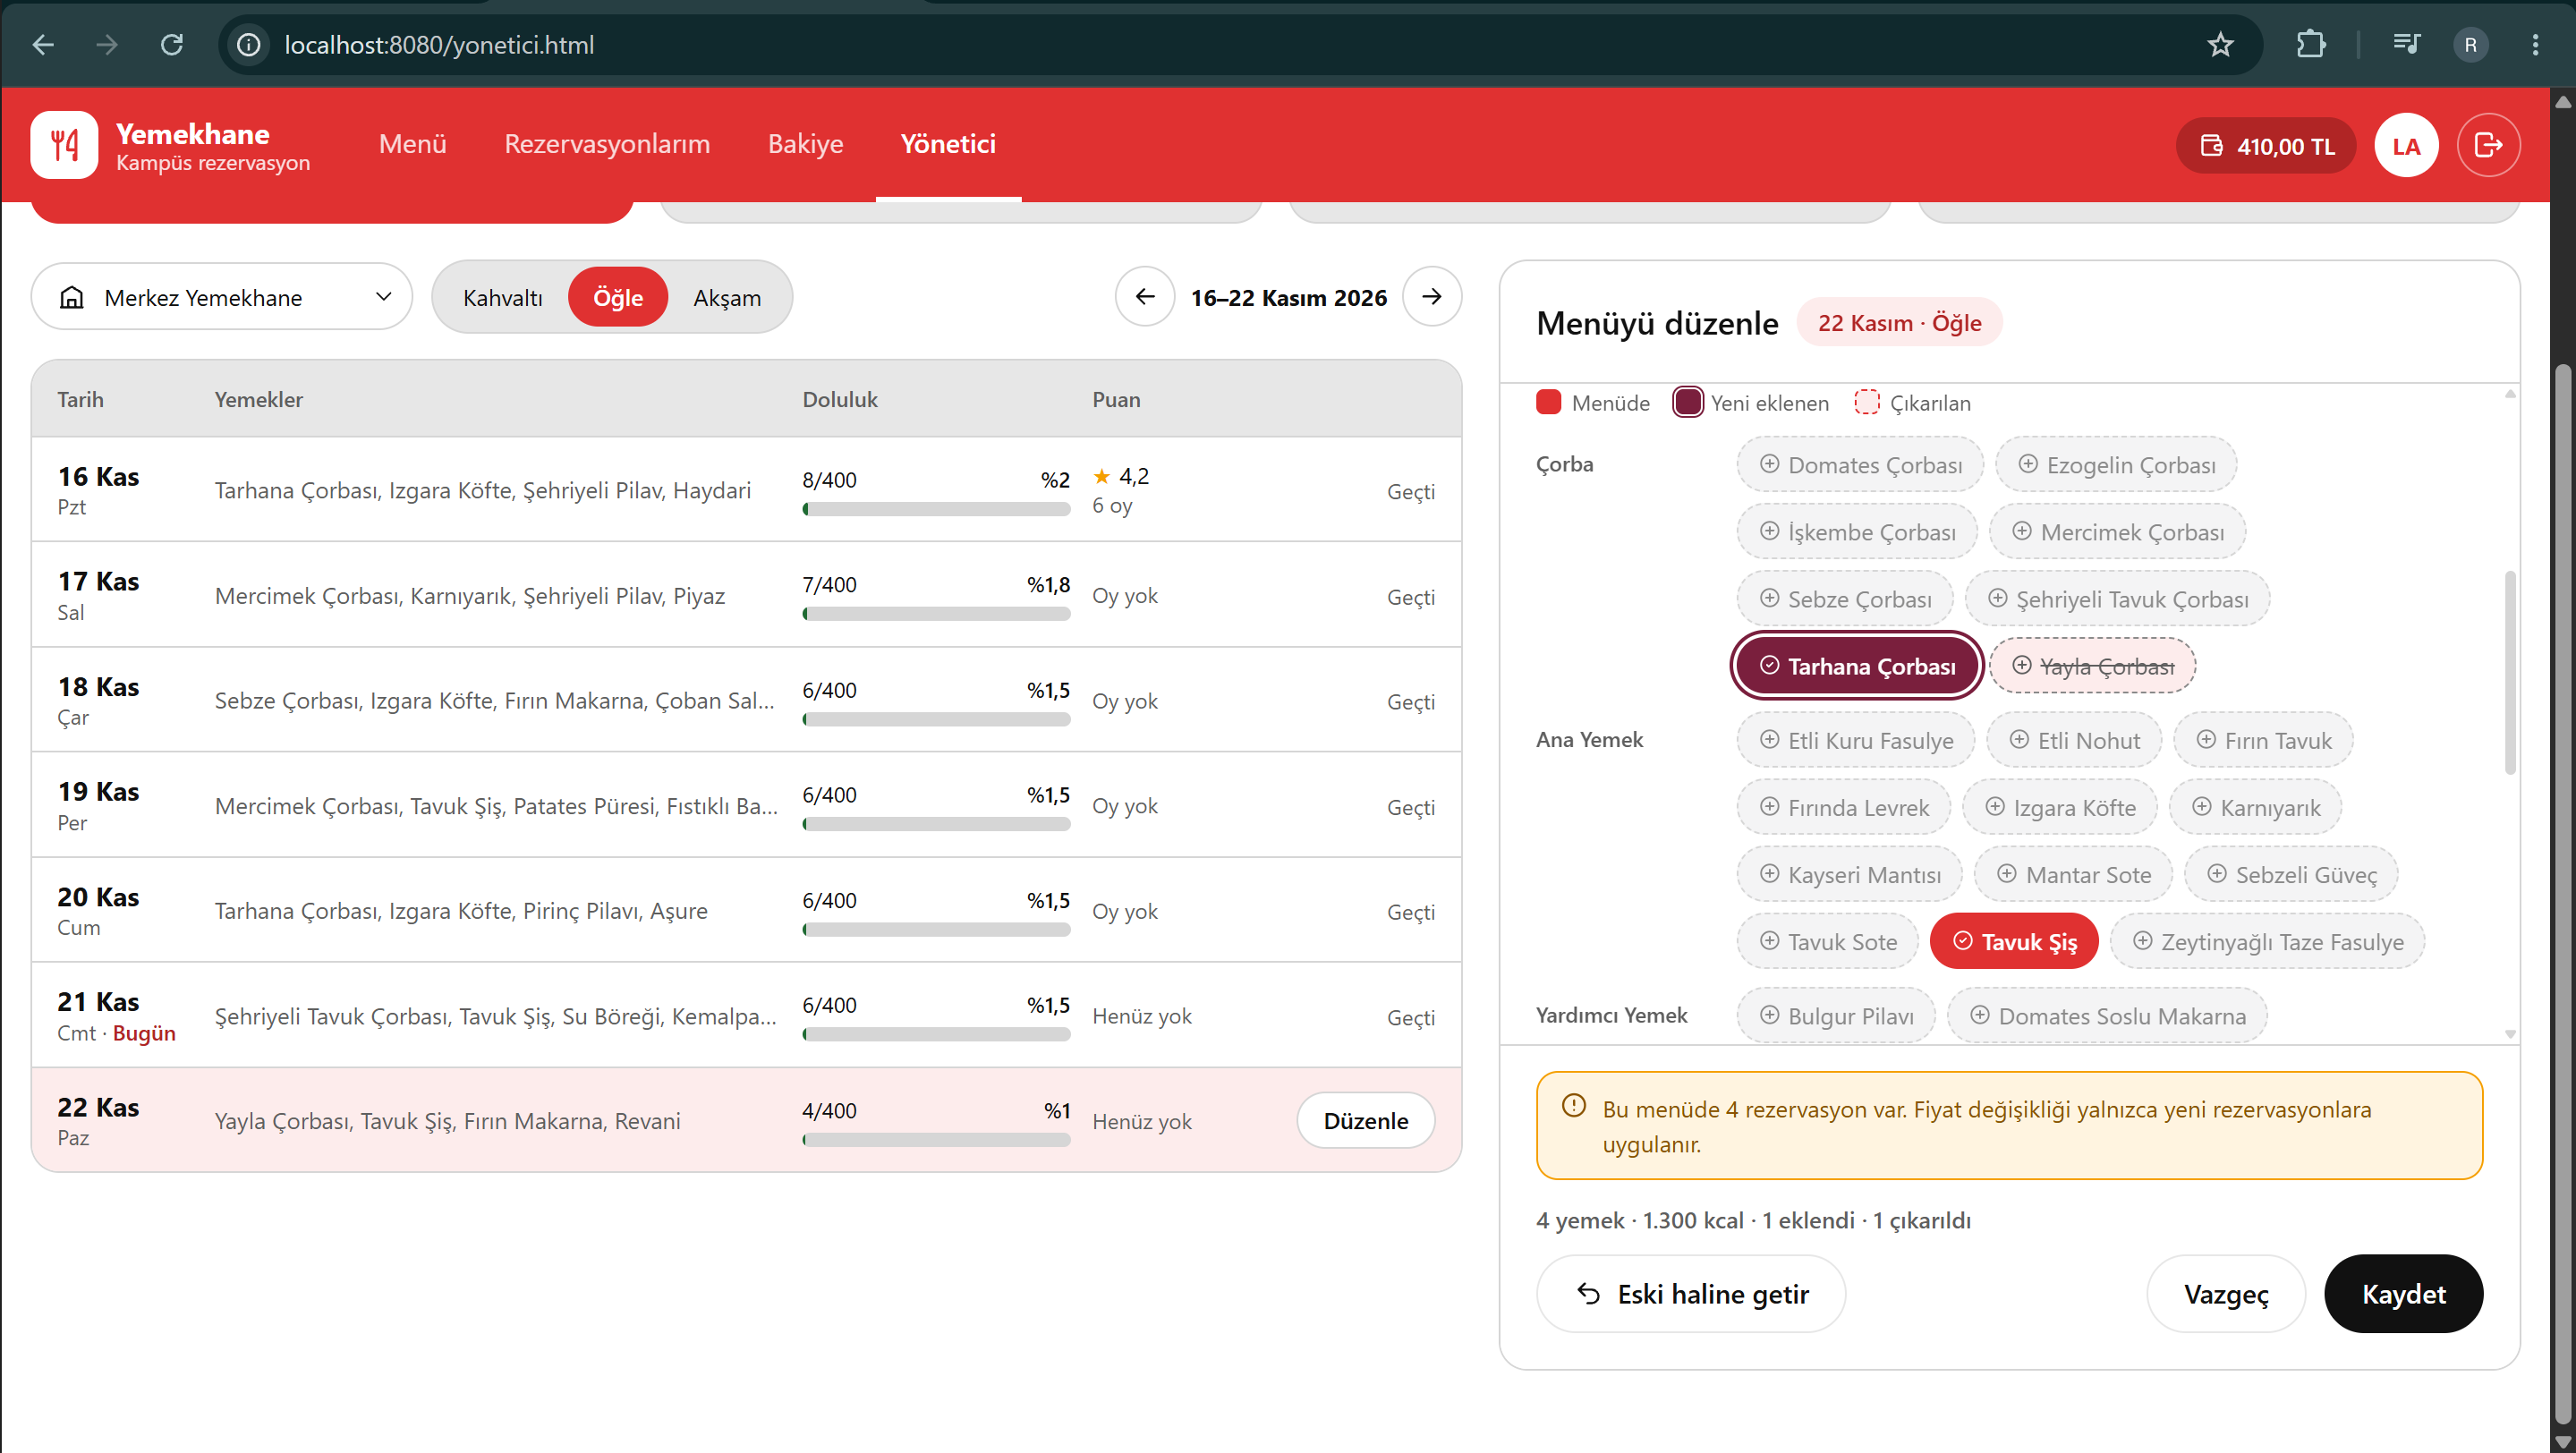 localhost:8080/yonetici.html
R
Yemekhane
Kampüs rezervasyon
Menü
Rezervasyonlarım
Bakiye
Yönetici
410,00 TL
LA
Merkez Yemekhane
Kahvaltı
Öğle
Akşam
16–22 Kasım 2026
Tarih
Yemekler
Doluluk
Puan
16 Kas
Pzt
Tarhana Çorbası, Izgara Köfte, Şehriyeli Pilav, Haydari
8/400
%2
4,2
6 oy
Geçti
17 Kas
Sal
Mercimek Çorbası, Karnıyarık, Şehriyeli Pilav, Piyaz
7/400
%1,8
Oy yok
Geçti
18 Kas
Çar
Sebze Çorbası, Izgara Köfte, Fırın Makarna, Çoban Sal...
6/400
%1,5
Oy yok
Geçti
19 Kas
Per
Mercimek Çorbası, Tavuk Şiş, Patates Püresi, Fıstıklı Ba...
6/400
%1,5
Oy yok
Geçti
20 Kas
Cum
Tarhana Çorbası, Izgara Köfte, Pirinç Pilavı, Aşure
6/400
%1,5
Oy yok
Geçti
21 Kas
Cmt · Bugün
Şehriyeli Tavuk Çorbası, Tavuk Şiş, Su Böreği, Kemalpa...
6/400
%1,5
Henüz yok
Geçti
22 Kas
Paz
Yayla Çorbası, Tavuk Şiş, Fırın Makarna, Revani
4/400
%1
Henüz yok
Düzenle
Menüyü düzenle
22 Kasım · Öğle
Menüde
Yeni eklenen
Çıkarılan
Çorba
Domates Çorbası
Ezogelin Çorbası
İşkembe Çorbası
Mercimek Çorbası
Sebze Çorbası
Şehriyeli Tavuk Çorbası
Tarhana Çorbası
Yayla Çorbası
Ana Yemek
Etli Kuru Fasulye
Etli Nohut
Fırın Tavuk
Fırında Levrek
Izgara Köfte
Karnıyarık
Kayseri Mantısı
Mantar Sote
Sebzeli Güveç
Tavuk Sote
Tavuk Şiş
Zeytinyağlı Taze Fasulye
Yardımcı Yemek
Bulgur Pilavı
Domates Soslu Makarna
Bu menüde 4 rezervasyon var. Fiyat değişikliği yalnızca yeni rezervasyonlara
uygulanır.
4 yemek · 1.300 kcal · 1 eklendi · 1 çıkarıldı
Eski haline getir
Vazgeç
Kaydet